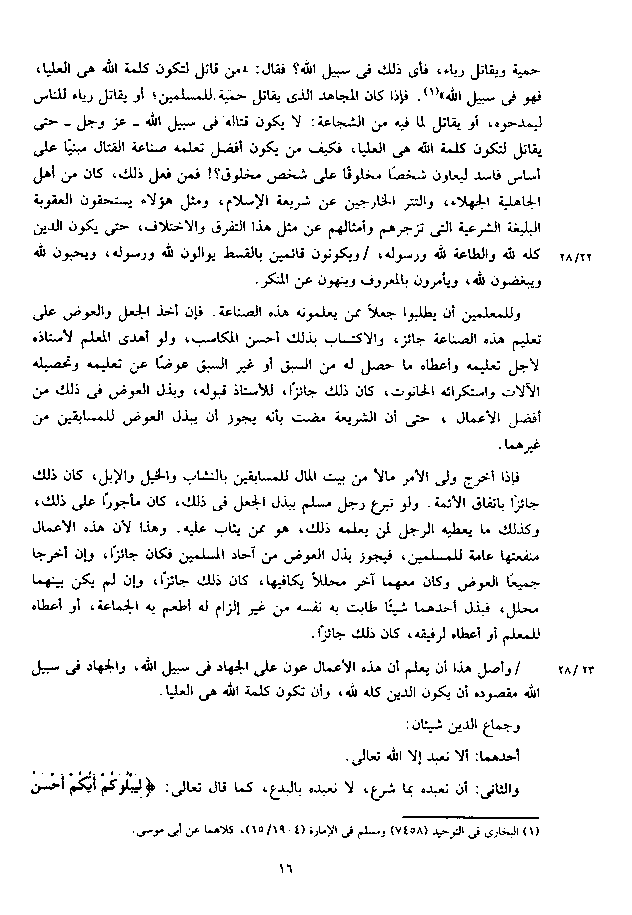 حمية ويقاتل رياء، فأى ذلك فى سبيل الله؟ فقال: «من قاتل لتكون كلمة الله هى العليا،
فهو فى سبيل الله»(١). فإذا كان المجاهد الذى يقاتل حمية للمسلمين؛ أو يقاتل رياء للناس
ليمدحوه، أو يقاتل لما فيه من الشجاعة: لا يكون قتاله فى سبيل الله ـ عز وجل ـ حتى
يقاتل لتكون كلمة الله هى العليا، فكيف من يكون أفضل تعلمه صناعة القتال مبنيًا على
أساس فاسد ليعاون شخصًا مخلوقًا على شخص مخلوق؟! فمن فعل ذلك، كان من أهل
الجاهلية الجهلاء، والتتر الخارجين عن شريعة الإسلام، ومثل هؤلاء يستحقون العقوبة
البليغة الشرعية التى تزجرهم وأمثالهم عن مثل هذا التفرق والاختلاف، حتى يكون الدين
٢٨/٢٢ كله لله والطاعة لله ورسوله، /ويكونون قائمين بالقسط يوالون لله ورسوله، ويحبون لله
ويبغضون لله، ويأمرون بالمعروف وينهون عن المنكر.
وللمعلمين أن يطلبوا جعلاً ممن يعلمونه هذه الصناعة. فإن أخذ الجعل والعوض على
تعليم هذه الصناعة جائز، والاكتساب بذلك أحسن المكاسب، ولو أهدى المعلم لأستاذه
لاجل تعليمه وأعطاه ما حصل له من السبق أو غير السبق عوضًا عن تعليمه وتحصيله
الآلات واستكرائه الحانوت، كان ذلك جائزًا، للأستاذ قبوله، وبذل العوض فى ذلك من
أفضل الأعمال ، حتى أن الشريعة مضت بأنه يجوز أن يبذل العوض للمسابقين من
غيرهما.
فإذا أخرج ولى الأمر مالاً من بيت المال للمسابقين بالنشاب والخيل والإبل، كان ذلك
جائزًا باتفاق الأئمة. ولو تبرع رجل مسلم ببذل الجعل فى ذلك، كان مأجورًا على ذلك،
وكذلك ما يعطيه الرجل لمن يعلمه ذلك، هو ممن يثاب عليه. وهذا لأن هذه الأعمال
منفعتها عامة للمسلمين، فيجوز بذل العوض من آحاد المسلمين فكان جائزًا، وإن أخرجا
جميعًا العوض وكان معهما آخر محللاً يكافيها، كان ذلك جائزًا، وإن لم يكن بينهما
محلل، فبذل أحدهما شيئًا طابت به نفسه من غير إلزام له أطعم به الجماعة، أو أعطاه
للمعلم أو أعطاه لرفيقه، كان ذلك جائزًا.
٢٨/٢٣ /وأصل هذا أن يعلم أن هذه الأعمال عون على الجهاد فى سبيل الله، والجهاد فى سبيل
الله مقصوده أن يكون الدين كله لله، وأن تكون كلمة الله هى العليا.
وجماع الدين شيئان:
أحدهما: ألا نعبد إلا الله تعالى.
والثانى: أن نعبده بما شرع، لا نعبده بالبدع، كما قال تعالى: ﴿ لِيَبْلُوَكُمْ أَيُّكُمْ أَحْسَنُ
(١) البخارى فى التوحيد (٧٤٥٨) ومسلم فى الإمارة (١٩٠٤/ ١٥٠)، كلاهما عن أبى موسى.
١٦